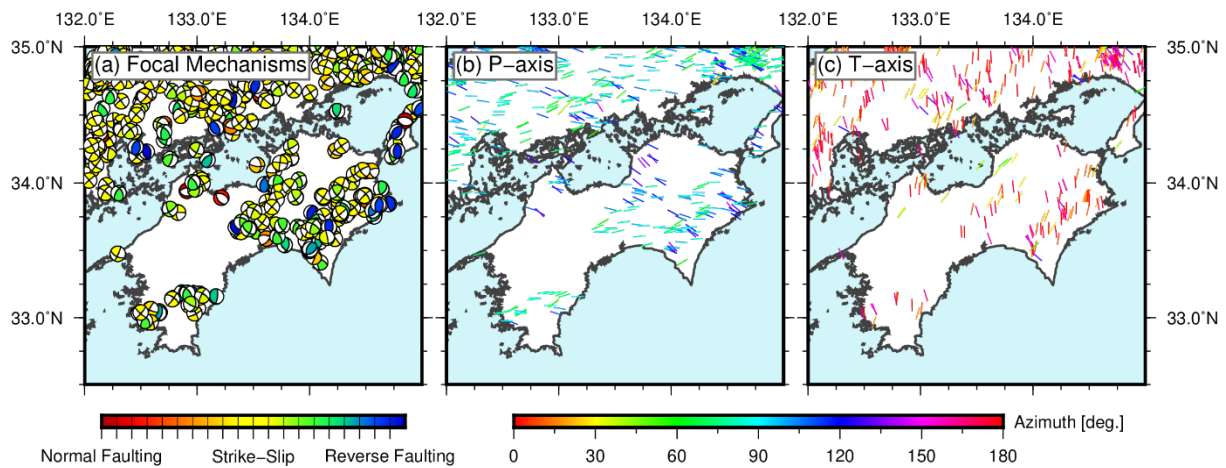 132.0°E 133.0°E 134.0°E 132.0°E 133.0°E 134.0°E 133.0°E 134.0°E
35.0°N 35.0°N
(a) Focal Mechanisms (b) P-axis (c) T-axis
34.0°N 34.0°N
33.0°N 33.0°N
Normal Faulting Strike-Slip Reverse Faulting
Azimuth [deg.]
0 30 60 90 120 150 180